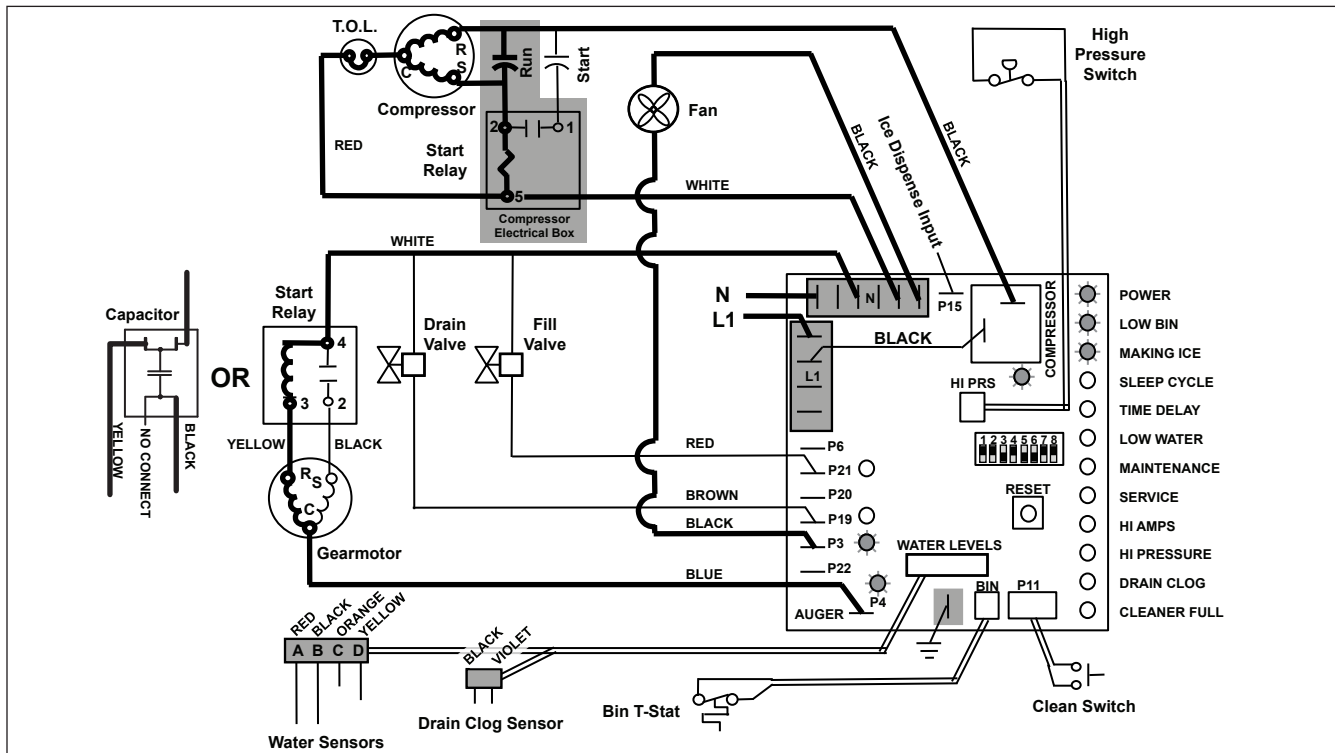 T.O.L.
R
S
C
Compressor
Run
Start
High
Pressure
Switch
Fan
2
1
Start
Relay
5
Compressor
Electrical Box
RED
WHITE
BLACK
Ice Dispense Input
BLACK
WHITE
N
L1
N
P15
COMPRESSOR
BLACK
L1
HI PRS
1 2 3 4 5 6 7 8
RESET
POWER
LOW BIN
MAKING ICE
SLEEP CYCLE
TIME DELAY
LOW WATER
MAINTENANCE
SERVICE
HI AMPS
HI PRESSURE
DRAIN CLOG
CLEANER FULL
Capacitor
OR
YELLOW
NO CONNECT
BLACK
Start
Relay
4
3
2
YELLOW
BLACK
R
S
C
Gearmotor
Drain
Valve
Fill
Valve
RED
BROWN
BLACK
BLUE
P6
P21
P20
P19
P3
P22
P4
AUGER
WATER LEVELS
BIN
P11
RED
BLACK
ORANGE
YELLOW
A B C D
Water Sensors
BLACK
VIOLET
Drain Clog Sensor
Bin T-Stat
Clean Switch